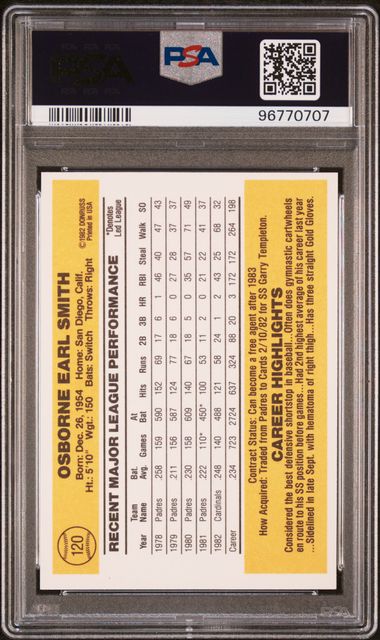 PSA
96770707
120
OSBORNE EARL SMITH
©1982 DONRUSS
Printed in USA
Born: Dec. 26, 1954 Home: San Diego, Calif.
Ht.: 5'10" Wgt.: 150 Bats: Switch Throws: Right
RECENT MAJOR LEAGUE PERFORMANCE
*Denotes
Led League
Year Team Name Bat. Avg. Games At Bat Hits Runs 2B 3B HR RBI Steal Walk SO
1978 Padres .258 159 590 152 69 17 6 1 46 40 47 43
1979 Padres .211 156 587 124 77 18 6 0 27 28 37 37
1980 Padres .230 158 609 140 67 18 5 0 35 57 71 49
1981 Padres .222 110* 450* 100 53 11 2 0 21 22 41 37
1982 Cardinals .248 140 488 121 58 24 1 2 43 25 68 32
Career .234 723 2724 637 324 88 20 3 172 172 264 198
Contract Status: Can become a free agent after 1983
How Acquired: Traded from Padres to Cards 2/10/82 for SS Garry Templeton.
CAREER HIGHLIGHTS
Considered the best defensive shortstop in baseball...Often does gymnastic cartwheels
en route to his SS position before games...Had 2nd highest average of his career last year
...Sidelined in late Sept. with hematoma of right thigh...Has three straight Gold Gloves.